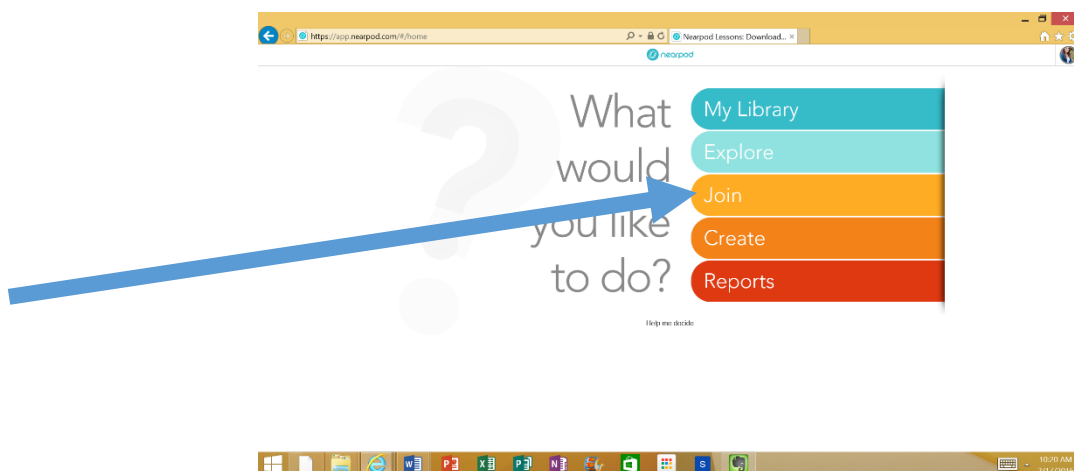 https://app.nearpod.com/#/home
Nearpod Lessons: Download...
nearpod
What
would
you like
to do?
My Library
Explore
Join
Create
Reports
Help me decide
10:20 AM